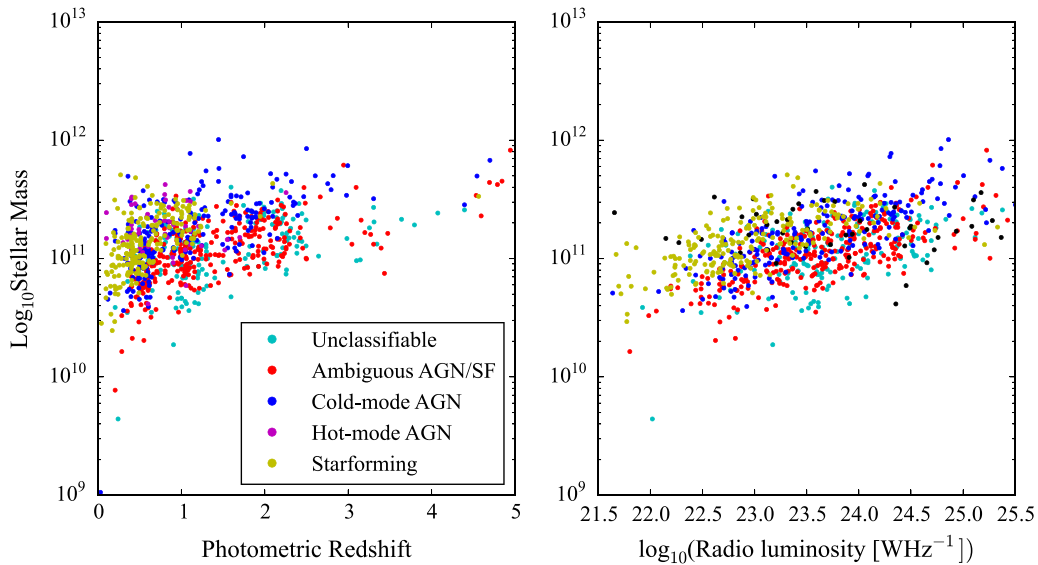 10^13
10^12
10^11
10^10
10^9
Log₁₀Stellar Mass
0 1 2 3 4 5
Photometric Redshift
Unclassifiable
Ambiguous AGN/SF
Cold-mode AGN
Hot-mode AGN
Starforming
10^13
10^12
10^11
10^10
10^9
21.5 22.0 22.5 23.0 23.5 24.0 24.5 25.0 25.5
log₁₀(Radio luminosity [WHz⁻¹])